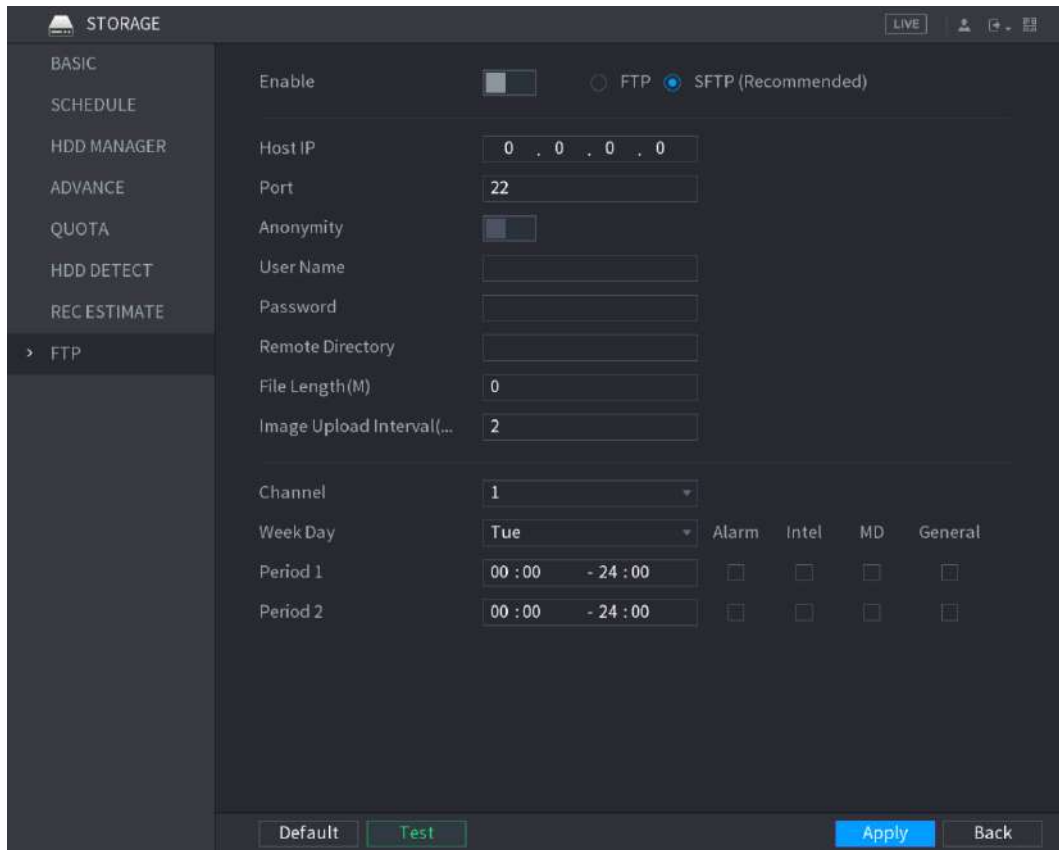 STORAGE LIVE
BASIC
SCHEDULE
HDD MANAGER
ADVANCE
QUOTA
HDD DETECT
REC ESTIMATE
> FTP
Enable FTP SFTP (Recommended)
Host IP 0 . 0 . 0 . 0
Port 22
Anonymity
User Name
Password
Remote Directory
File Length(M) 0
Image Upload Interval(... 2
Channel 1
Week Day Tue Alarm Intel MD General
Period 1 00 : 00 - 24 : 00
Period 2 00 : 00 - 24 : 00
Default Test Apply Back